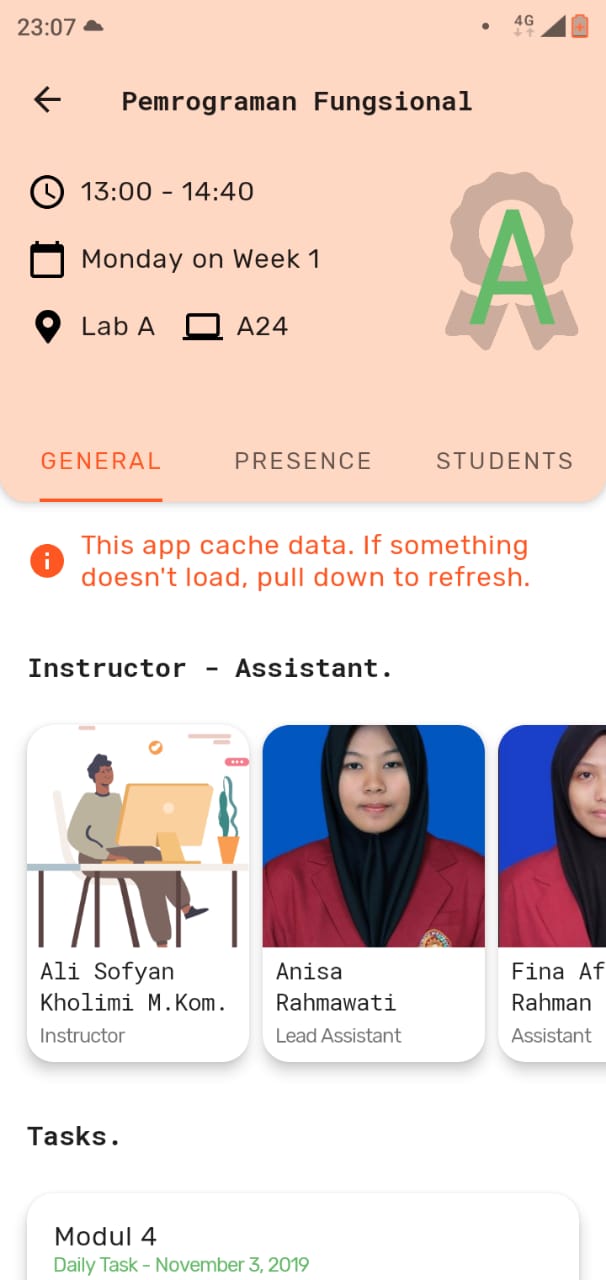 23:07
4G
Pemrograman Fungsional
13:00 - 14:40
Monday on Week 1
Lab A
A24
A
GENERAL
PRESENCE
STUDENTS
This app cache data. If something
doesn't load, pull down to refresh.
Instructor - Assistant.
Ali Sofyan
Kholimi M.Kom.
Instructor
Anisa
Rahmawati
Lead Assistant
Fina Af
Rahman
Assistant
Tasks.
Modul 4
Daily Task - November 3, 2019